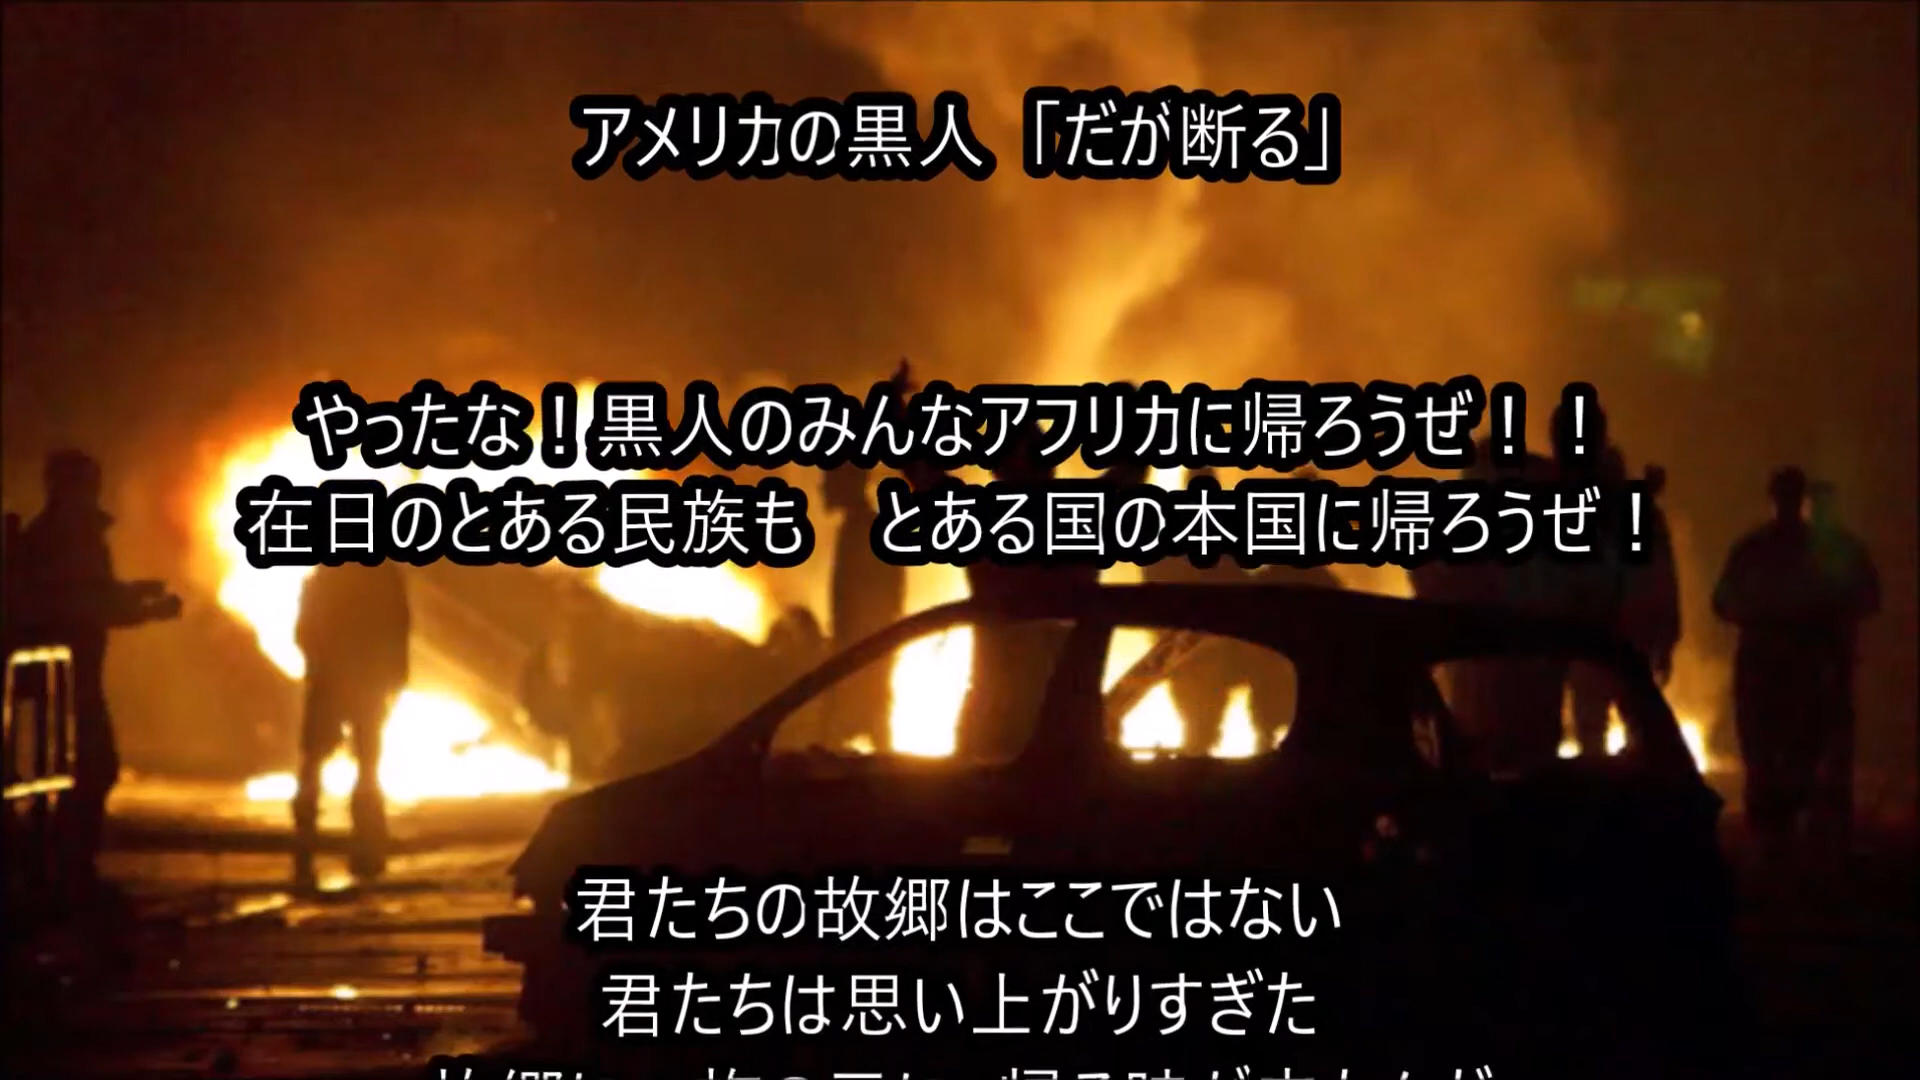 アメリカの黒人「だが断る」
やったな！黒人のみんなアフリカに帰ろうぜ！！
在日のとある民族も　とある国の本国に帰ろうぜ！
君たちの故郷はここではない
君たちは思い上がりすぎた